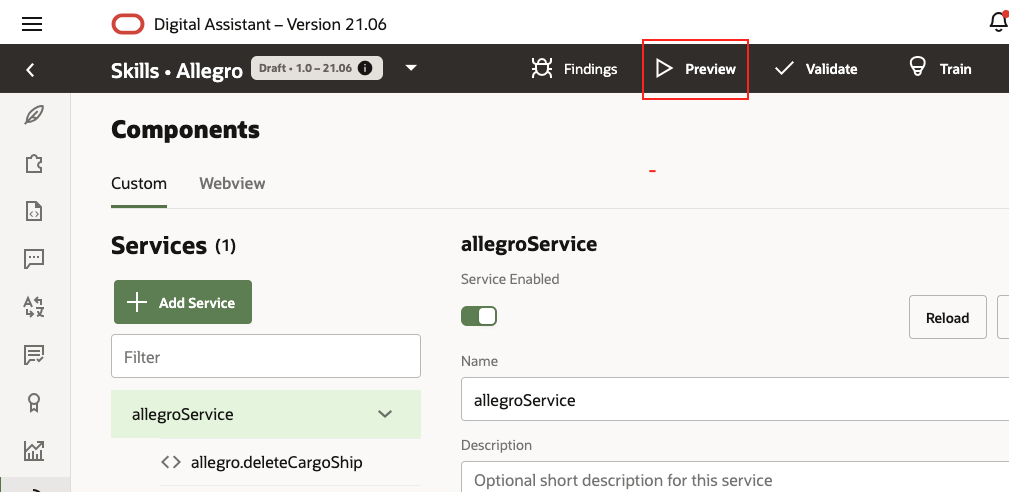 Digital Assistant – Version 21.06
Skills • Allegro Draft • 1.0 – 21.06 Findings Preview Validate Train
Components
Custom Webview
Services (1)
Add Service
Filter
allegroService
<> allegro.deleteCargoShip
allegroService
Service Enabled
Reload
Name
allegroService
Description
Optional short description for this service